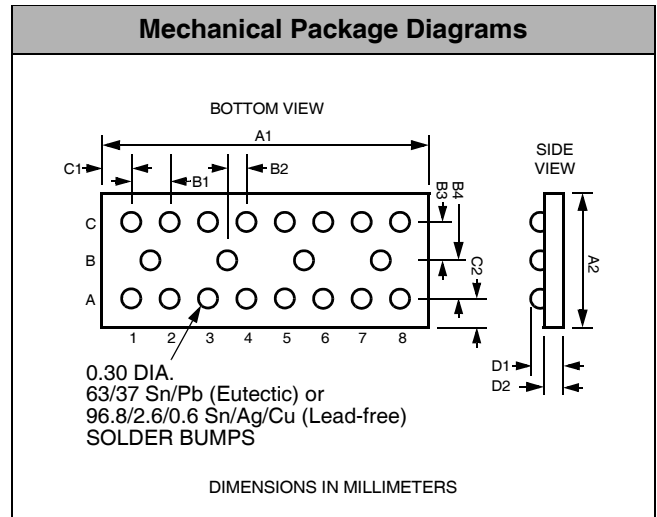 Mechanical Package Diagrams
BOTTOM VIEW
A1
SIDE
VIEW
C1
B1
B2
B3
B4
C
B
A
C2
A2
1 2 3 4 5 6 7 8
D1
D2
0.30 DIA.
63/37 Sn/Pb (Eutectic) or
96.8/2.6/0.6 Sn/Ag/Cu (Lead-free)
SOLDER BUMPS
DIMENSIONS IN MILLIMETERS